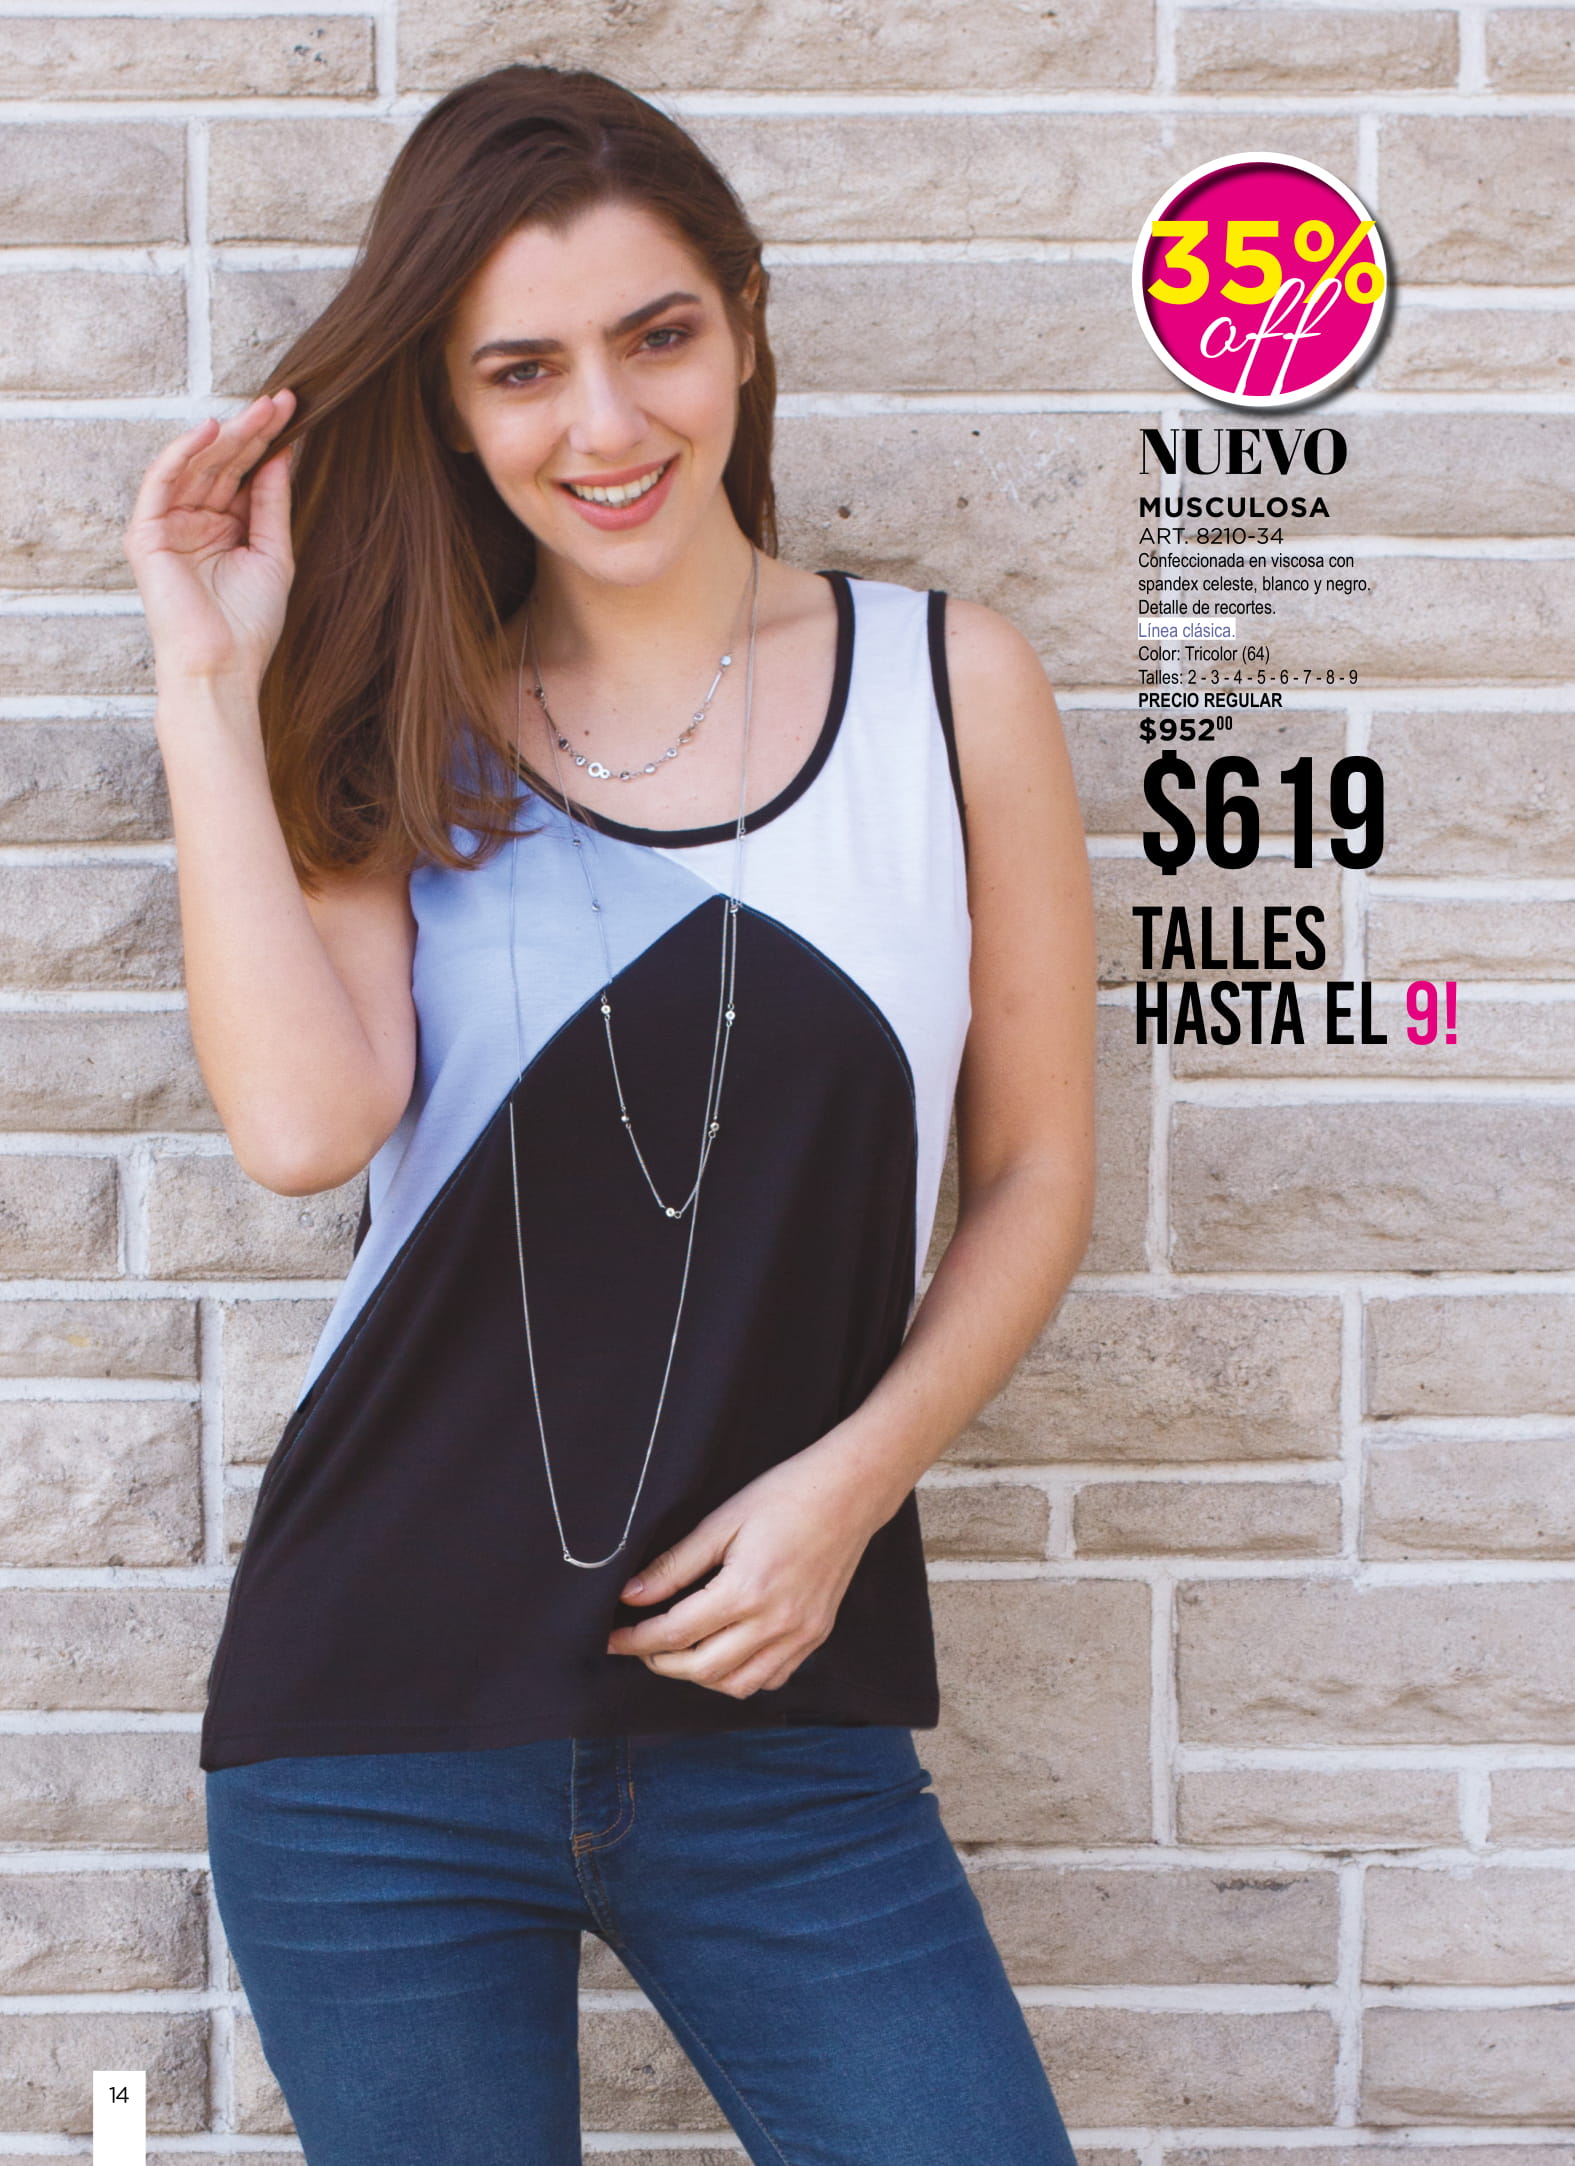 35%
off
NUEVO
MUSCULOSA
ART. 8210-34
Confeccionada en viscosa con
spandex celeste, blanco y negro.
Detalle de recortes.
Línea clásica.
Color: Tricolor (64)
Talles: 2 - 3 - 4 - 5 - 6 - 7 - 8 - 9
PRECIO REGULAR
$952⁰⁰
$619
TALLES
HASTA EL 9!
14